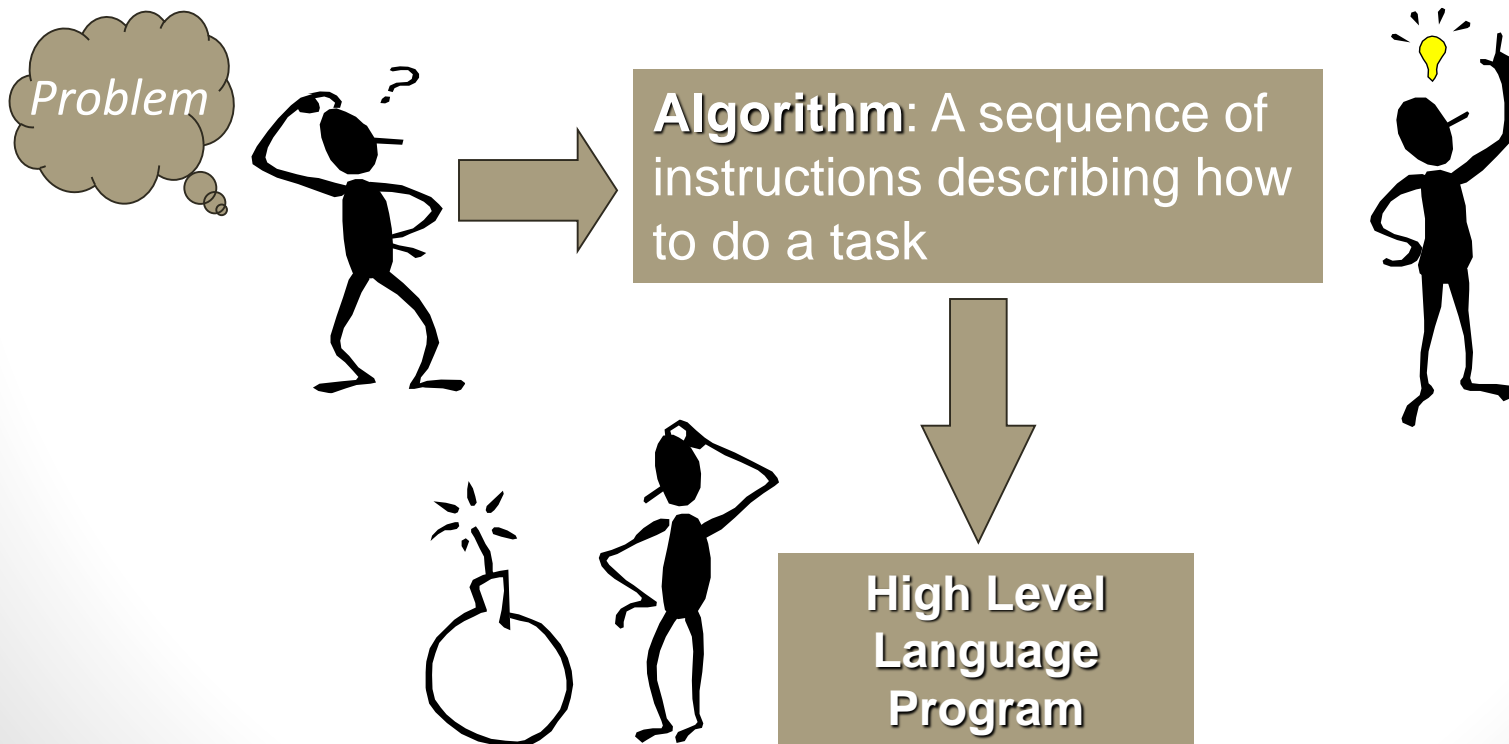 Problem
?
Algorithm: A sequence of
instructions describing how
to do a task
High Level
Language
Program